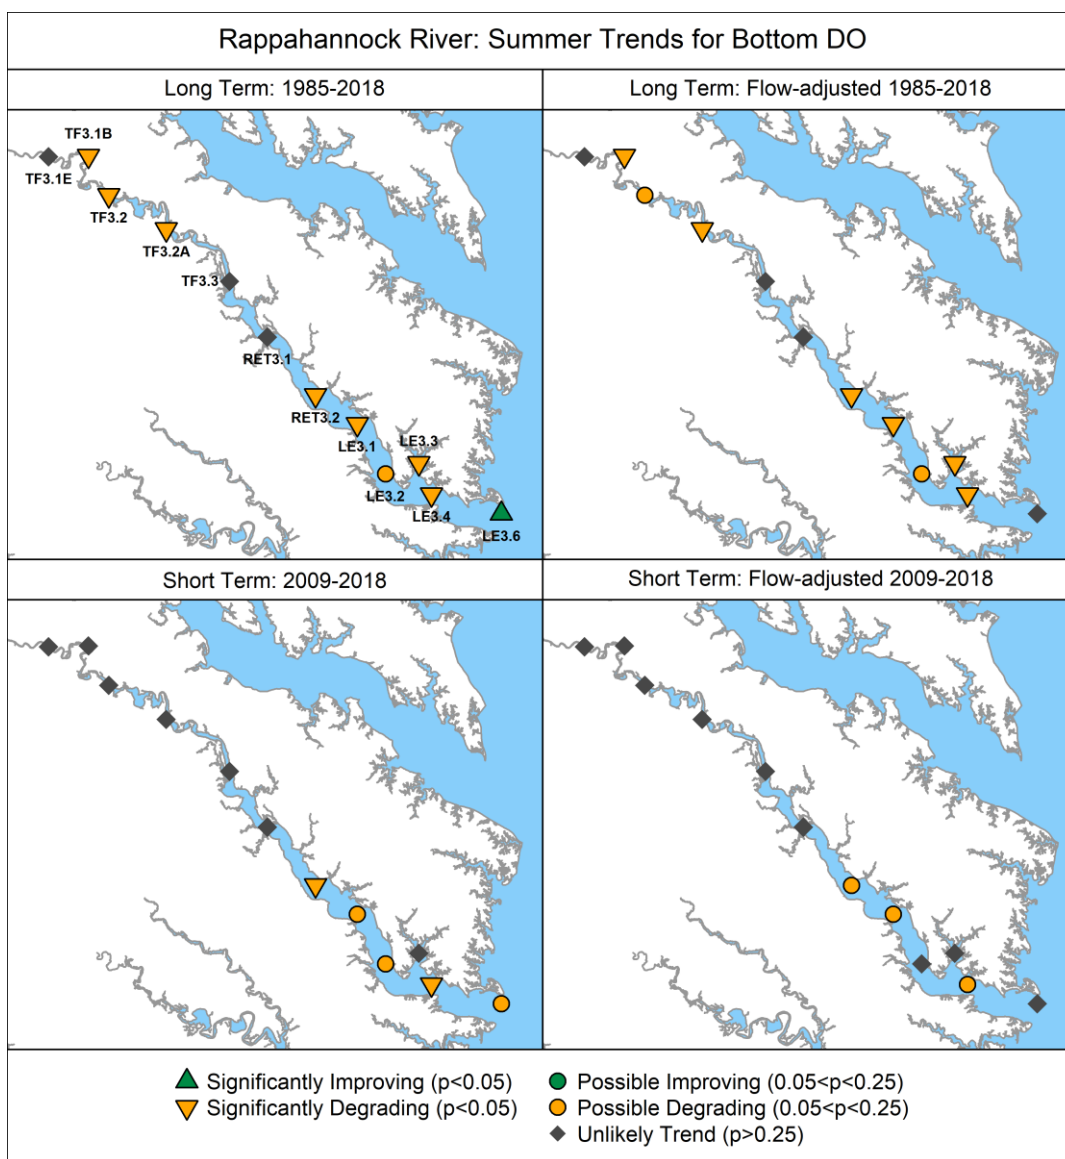 Rappahannock River: Summer Trends for Bottom DO
Long Term: 1985-2018
Long Term: Flow-adjusted 1985-2018
TF3.1B
TF3.1E
TF3.2
TF3.2A
TF3.3
RET3.1
RET3.2
LE3.1
LE3.3
LE3.2
LE3.4
LE3.6
Short Term: 2009-2018
Short Term: Flow-adjusted 2009-2018
Significantly Improving (p<0.05)
Significantly Degrading (p<0.05)
Possible Improving (0.05<p<0.25)
Possible Degrading (0.05<p<0.25)
Unlikely Trend (p>0.25)